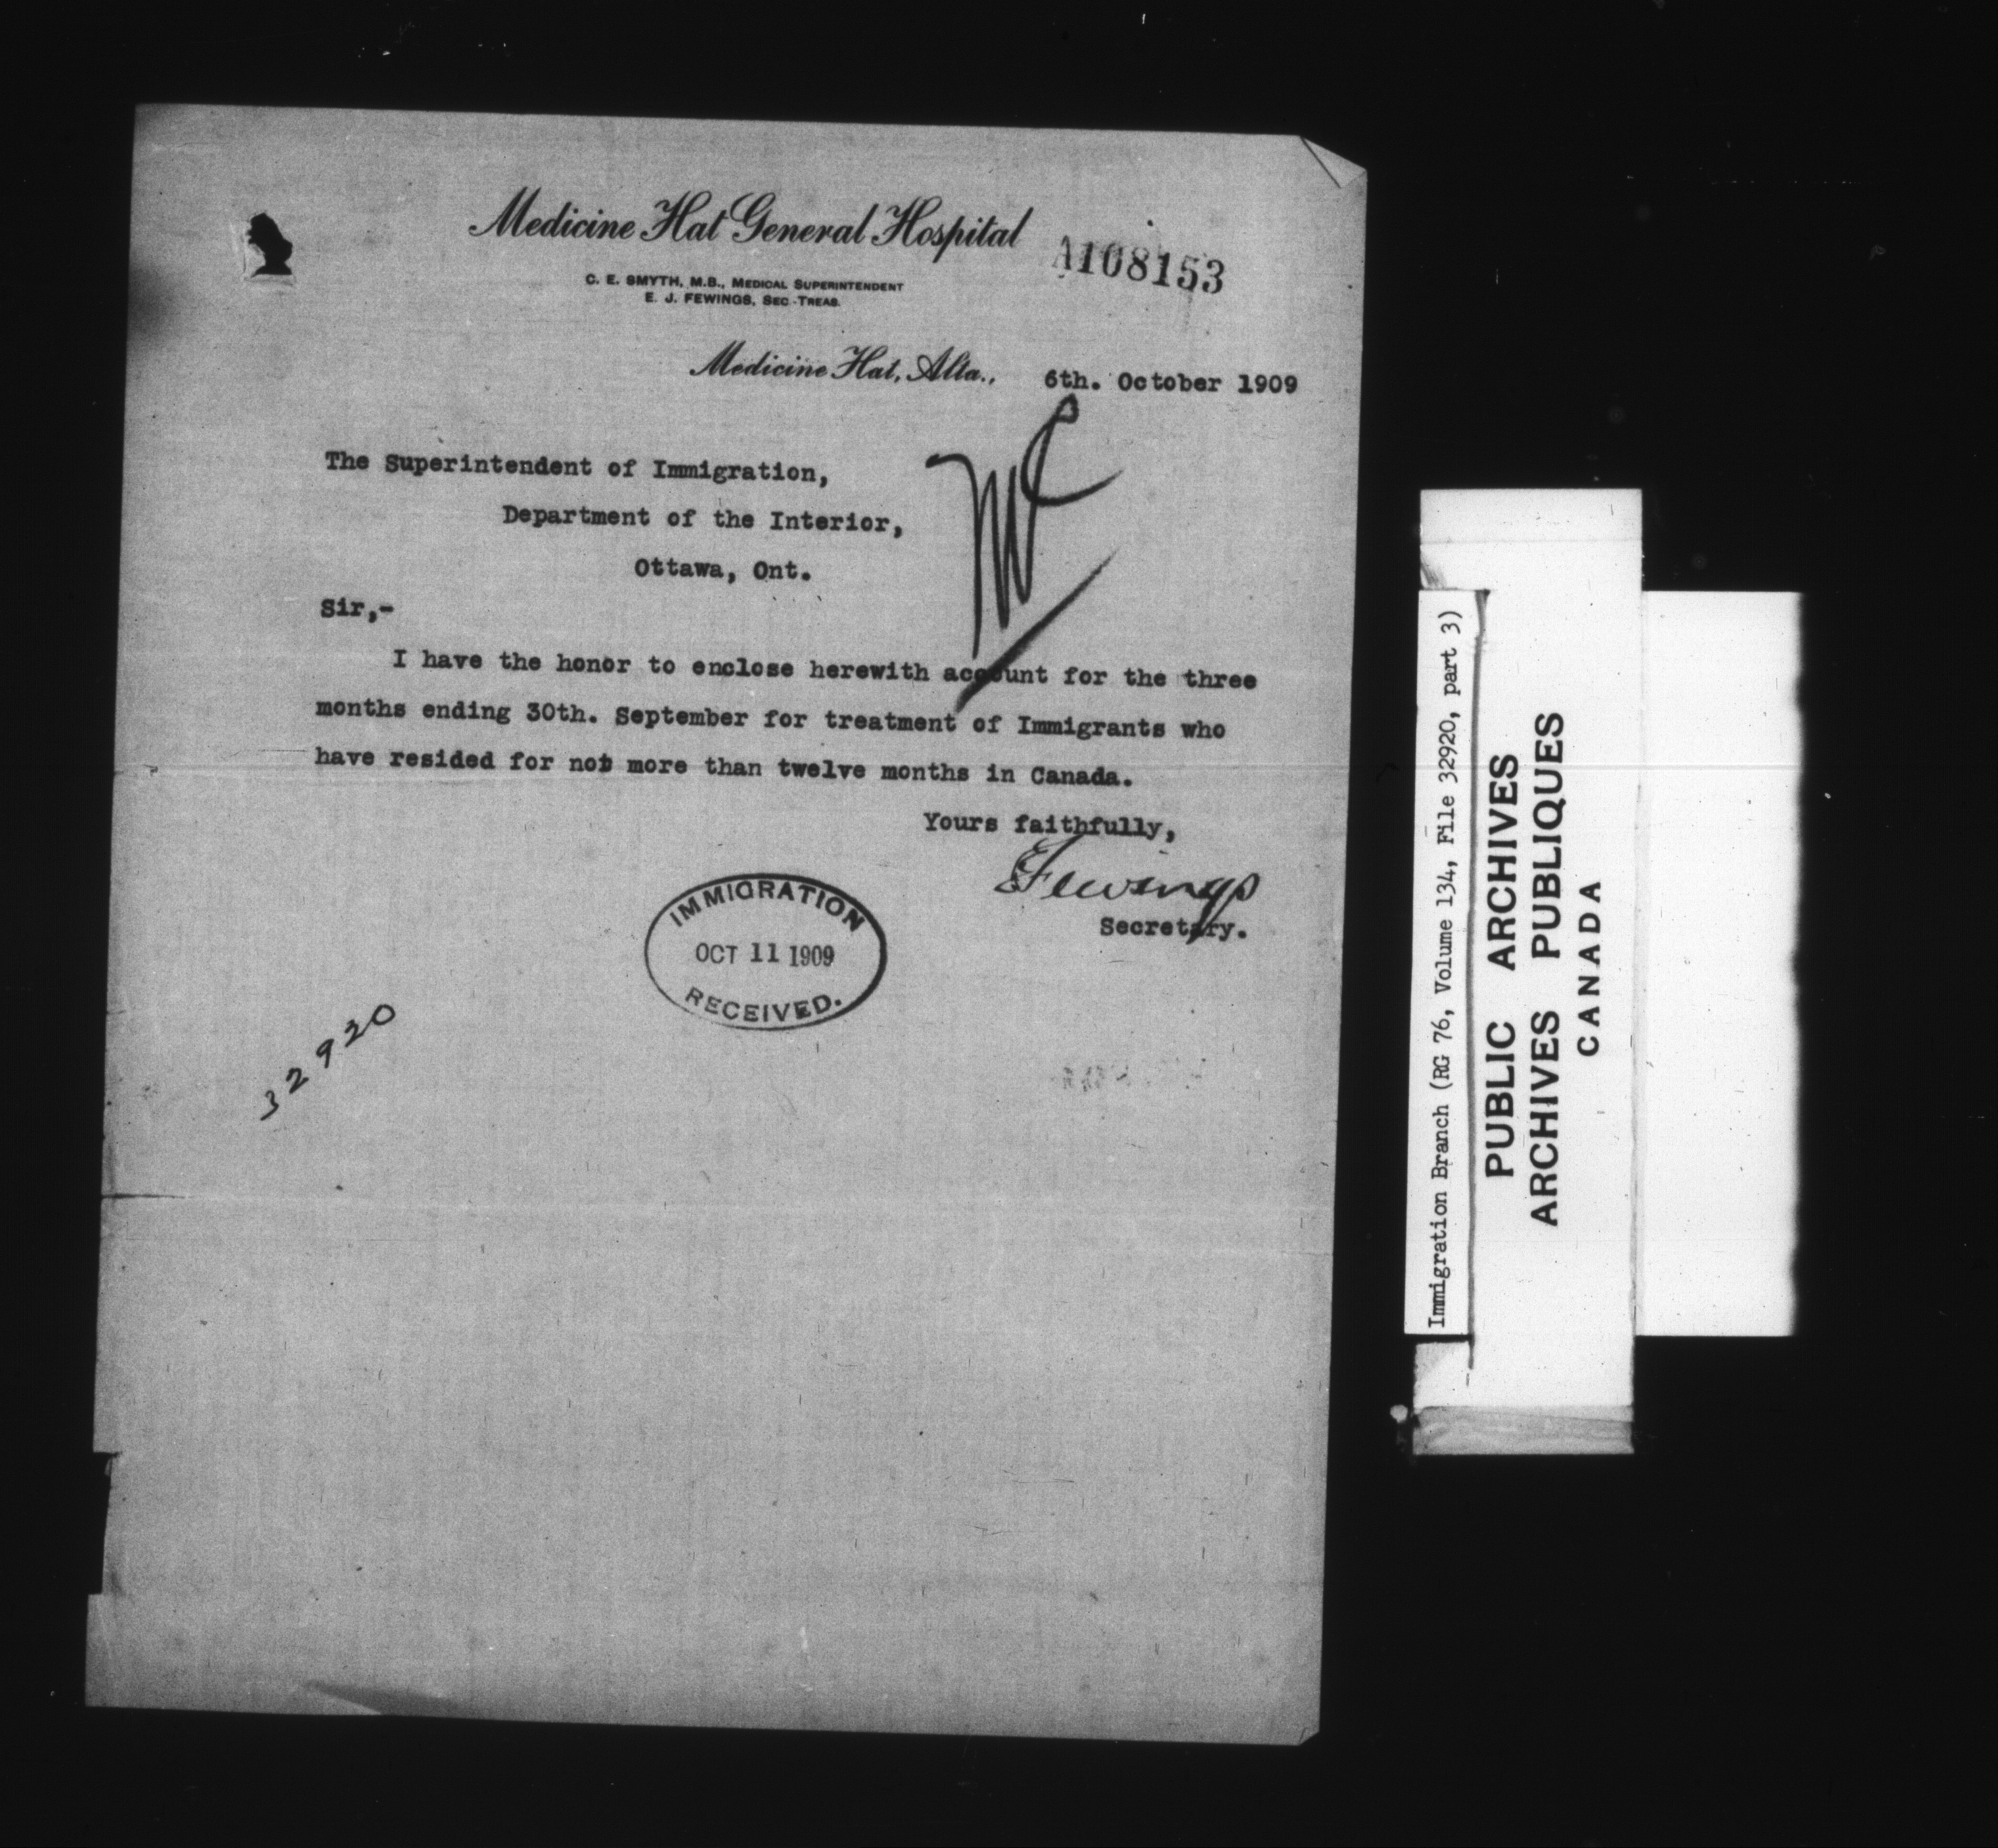 Medicine Hat General Hospital
A108153
C. E. SMYTH, M.B., MEDICAL SUPERINTENDENT
E. J. FEWINGS, SEC.-TREAS.
Medicine Hat, Alta., 6th. October 1909
The Superintendent of Immigration,
Department of the Interior,
Ottawa, Ont.
Sir,-
I have the honor to enclose herewith account for the three
months ending 30th. September for treatment of Immigrants who
have resided for not more than twelve months in Canada.
Yours faithfully,
Fewings
Secretary.
IMMIGRATION
OCT 11 1909
RECEIVED.
32920
Immigration Branch (RG 76, Volume 134, File 32920, part 3)
PUBLIC ARCHIVES
ARCHIVES PUBLIQUES
CANADA